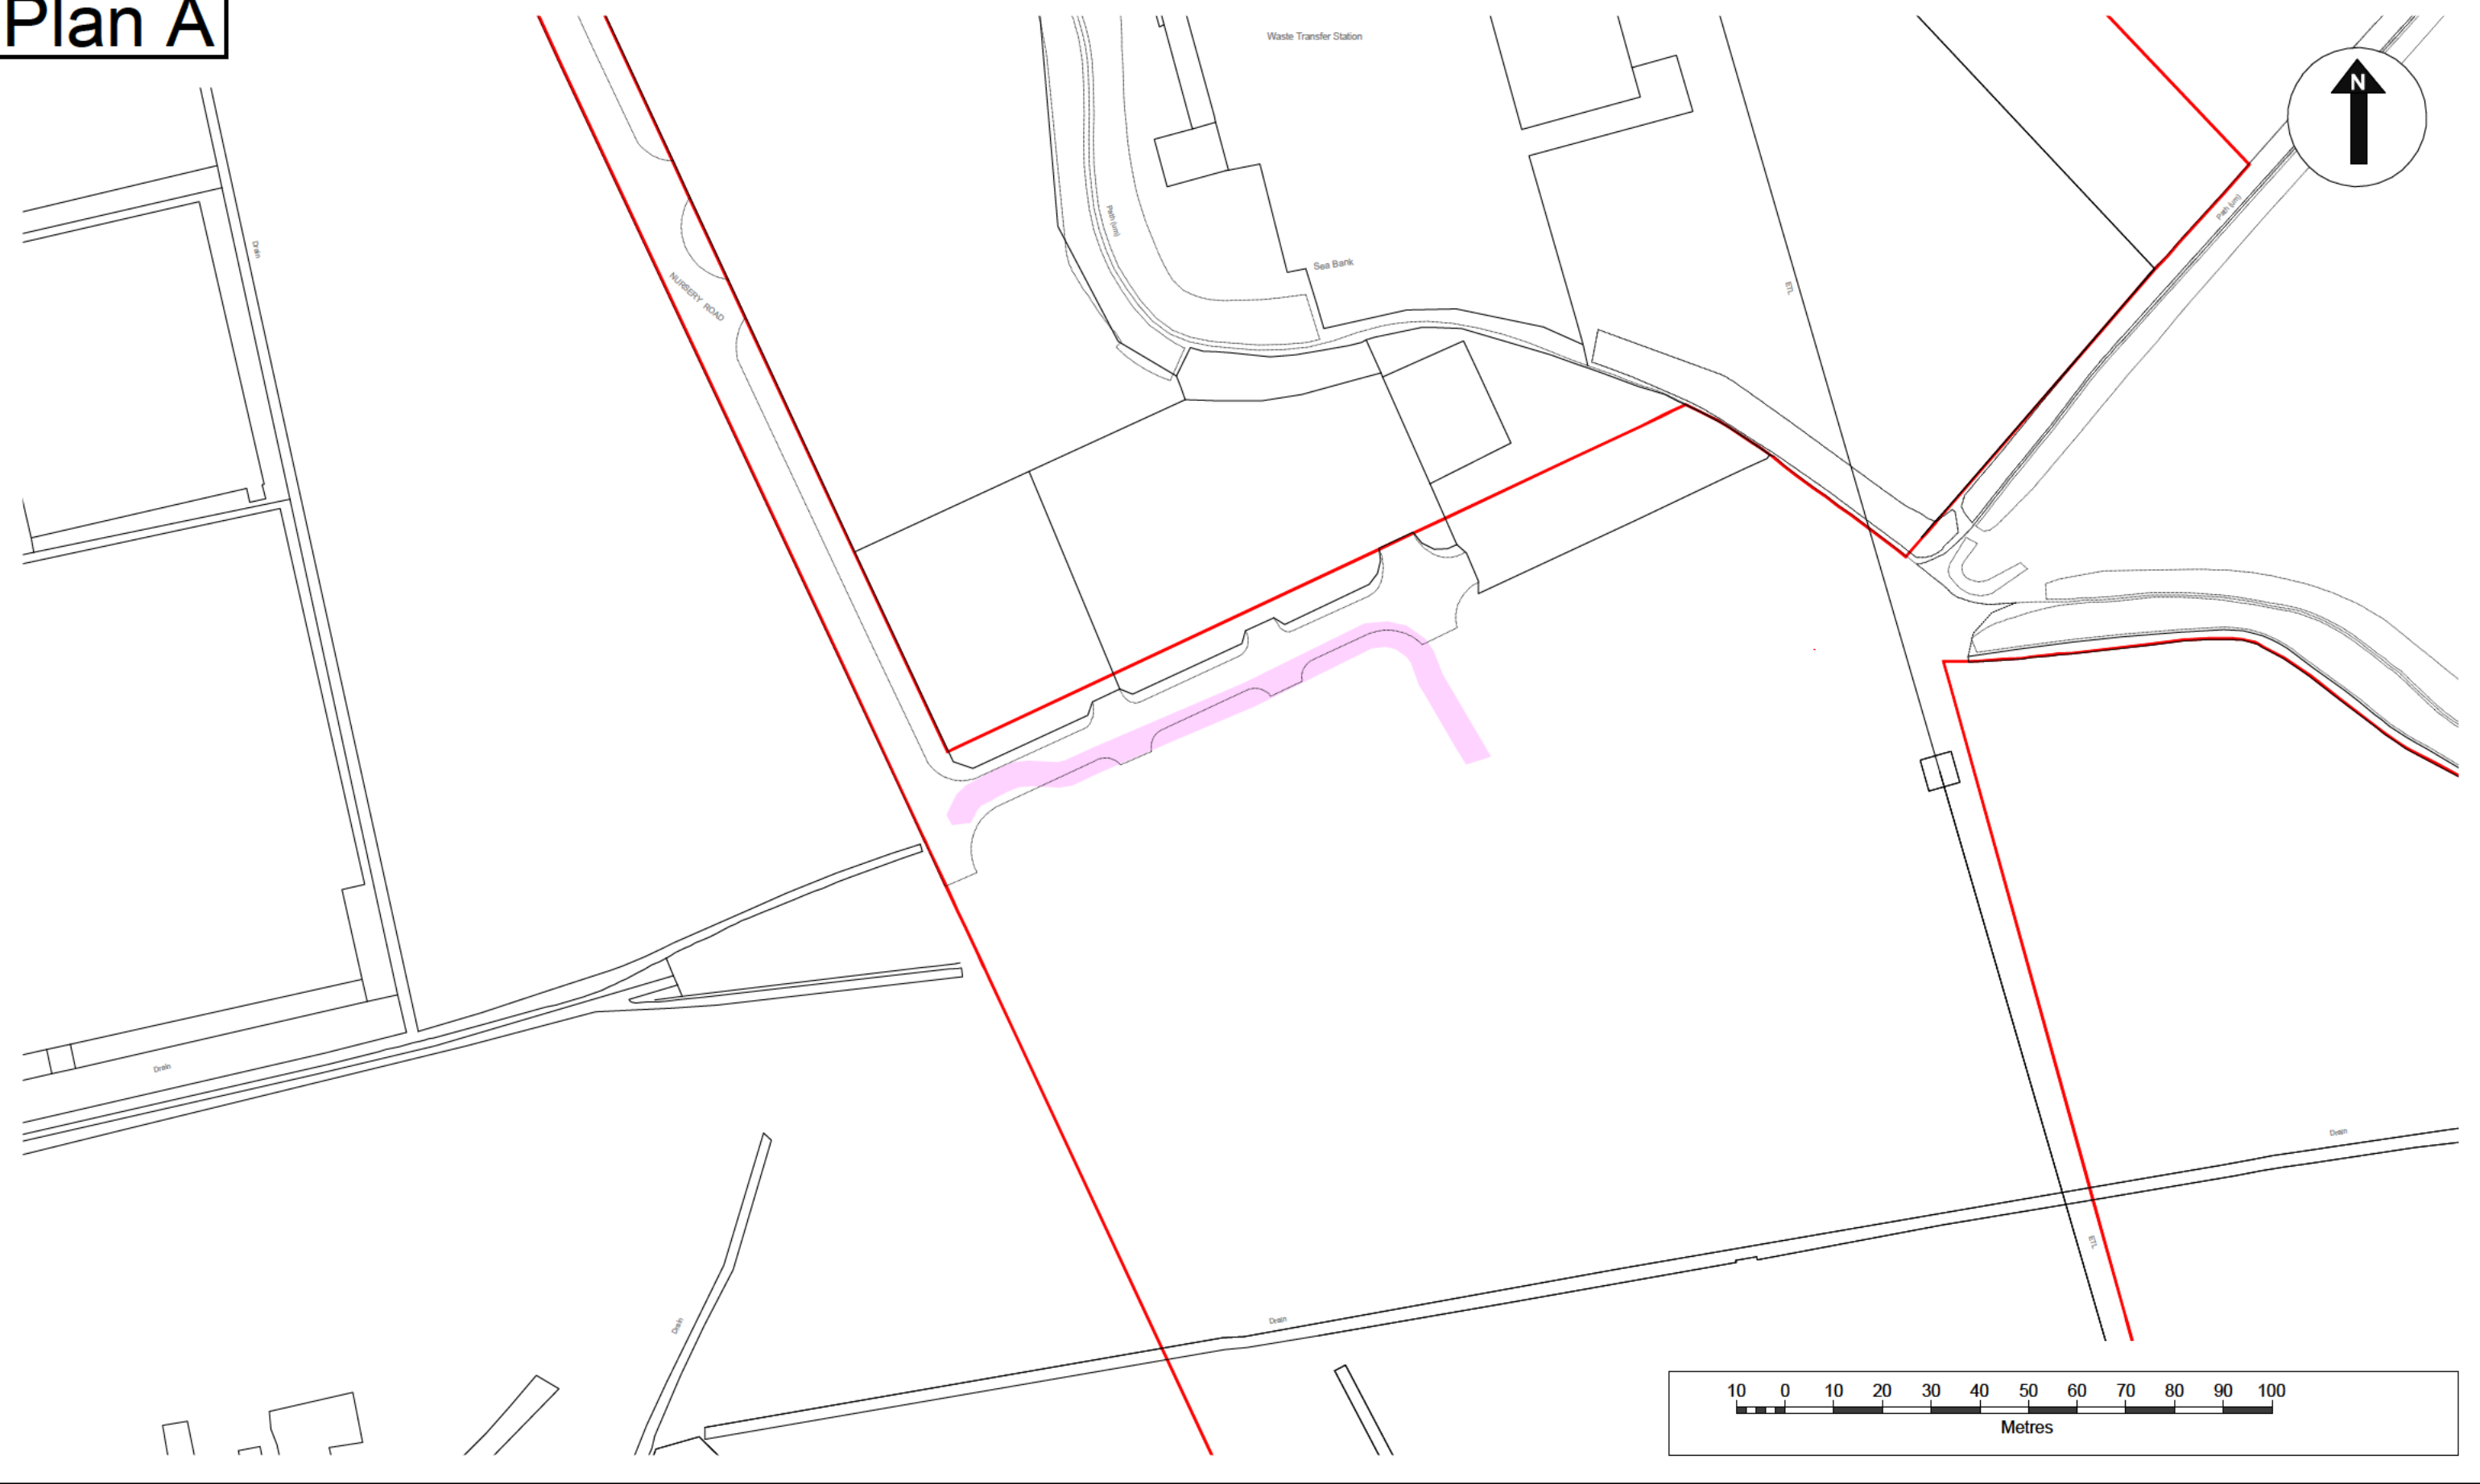 Plan A
Waste Transfer Station
N
Path (um)
Path (um)
Drain
Sea Bank
NURSERY ROAD
ETL
Drain
Drain
ETL
Drain
Drain
10 0 10 20 30 40 50 60 70 80 90 100
Metres